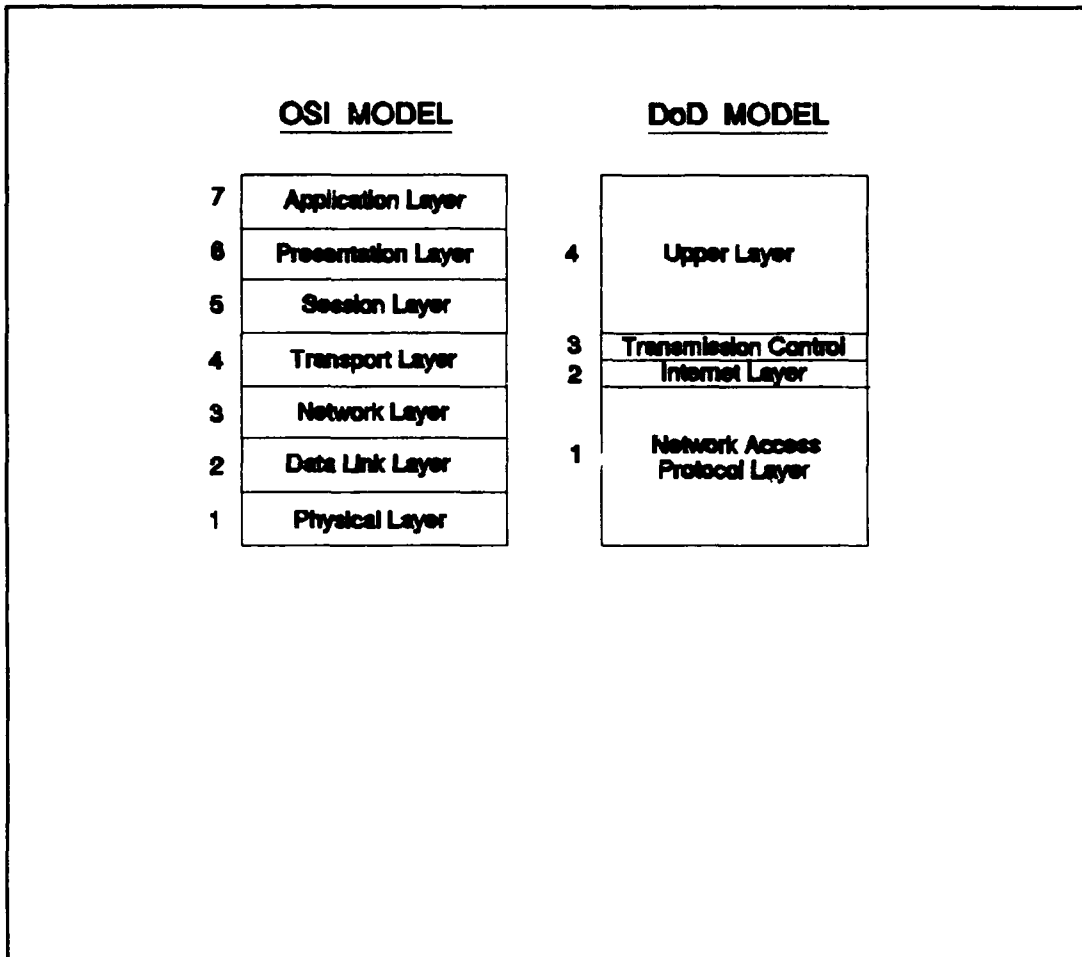 OSI MODEL
7 Application Layer
6 Presentation Layer
5 Session Layer
4 Transport Layer
3 Network Layer
2 Data Link Layer
1 Physical Layer
DoD MODEL
4 Upper Layer
3 Transmission Control
2 Internet Layer
1 Network Access
Protocol Layer